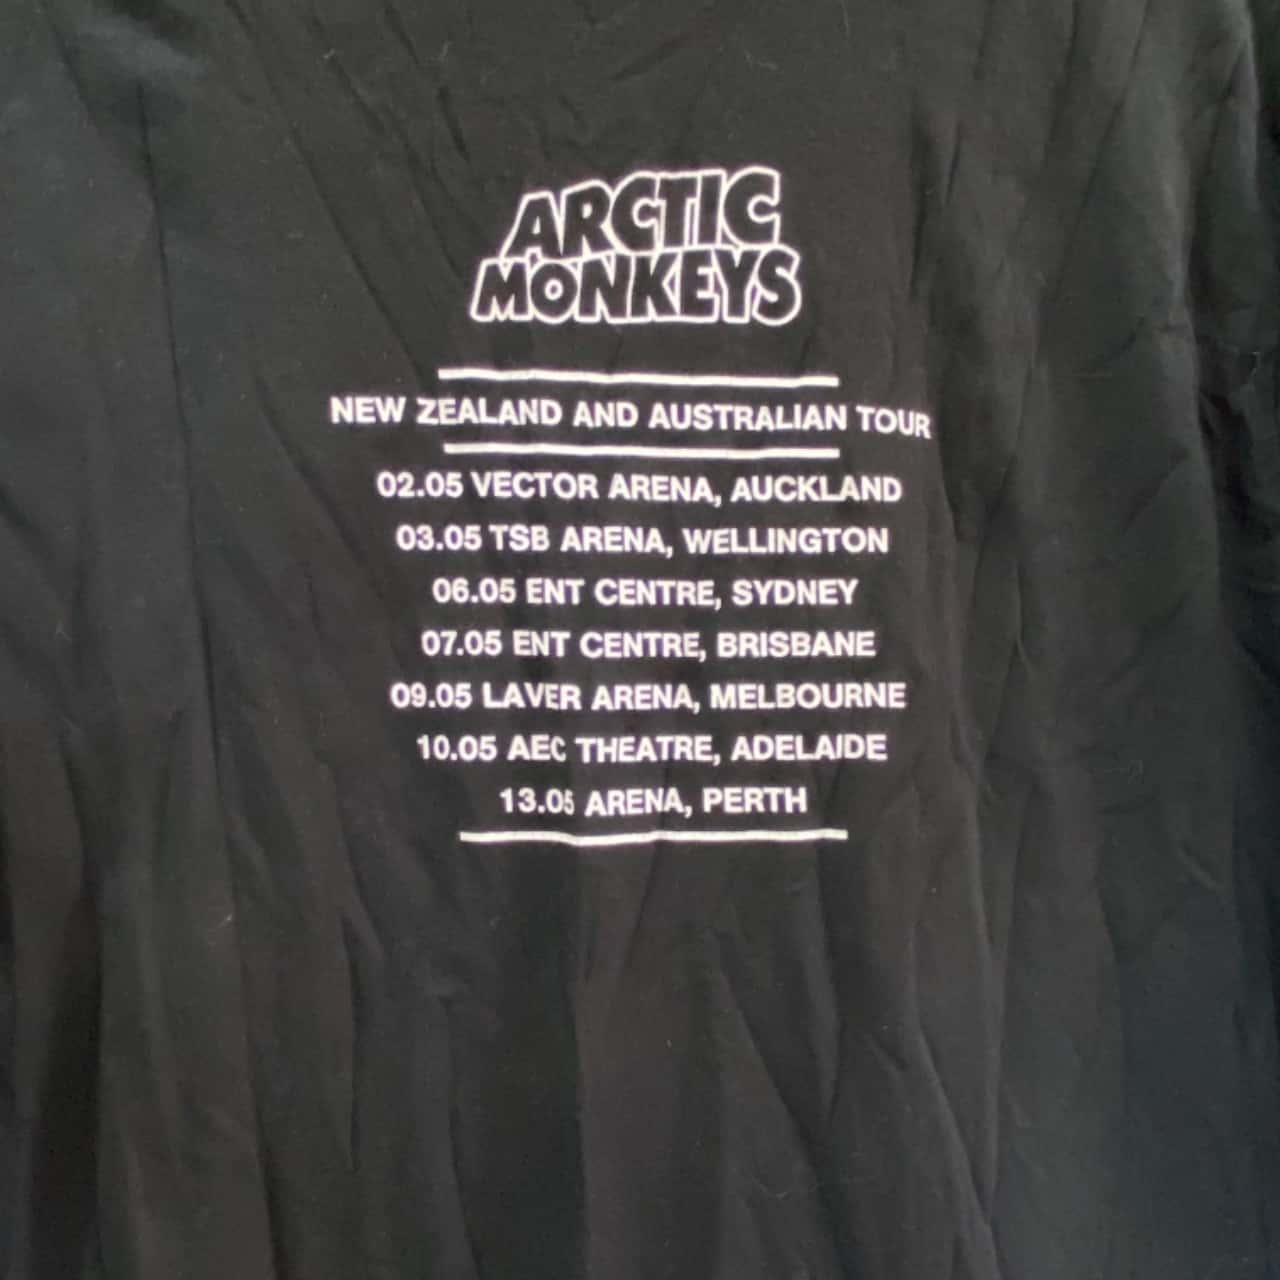 ARCTIC
MONKEYS
NEW ZEALAND AND AUSTRALIAN TOUR
02.05 VECTOR ARENA, AUCKLAND
03.05 TSB ARENA, WELLINGTON
06.05 ENT CENTRE, SYDNEY
07.05 ENT CENTRE, BRISBANE
09.05 LAVER ARENA, MELBOURNE
10.05 AEC THEATRE, ADELAIDE
13.05 ARENA, PERTH